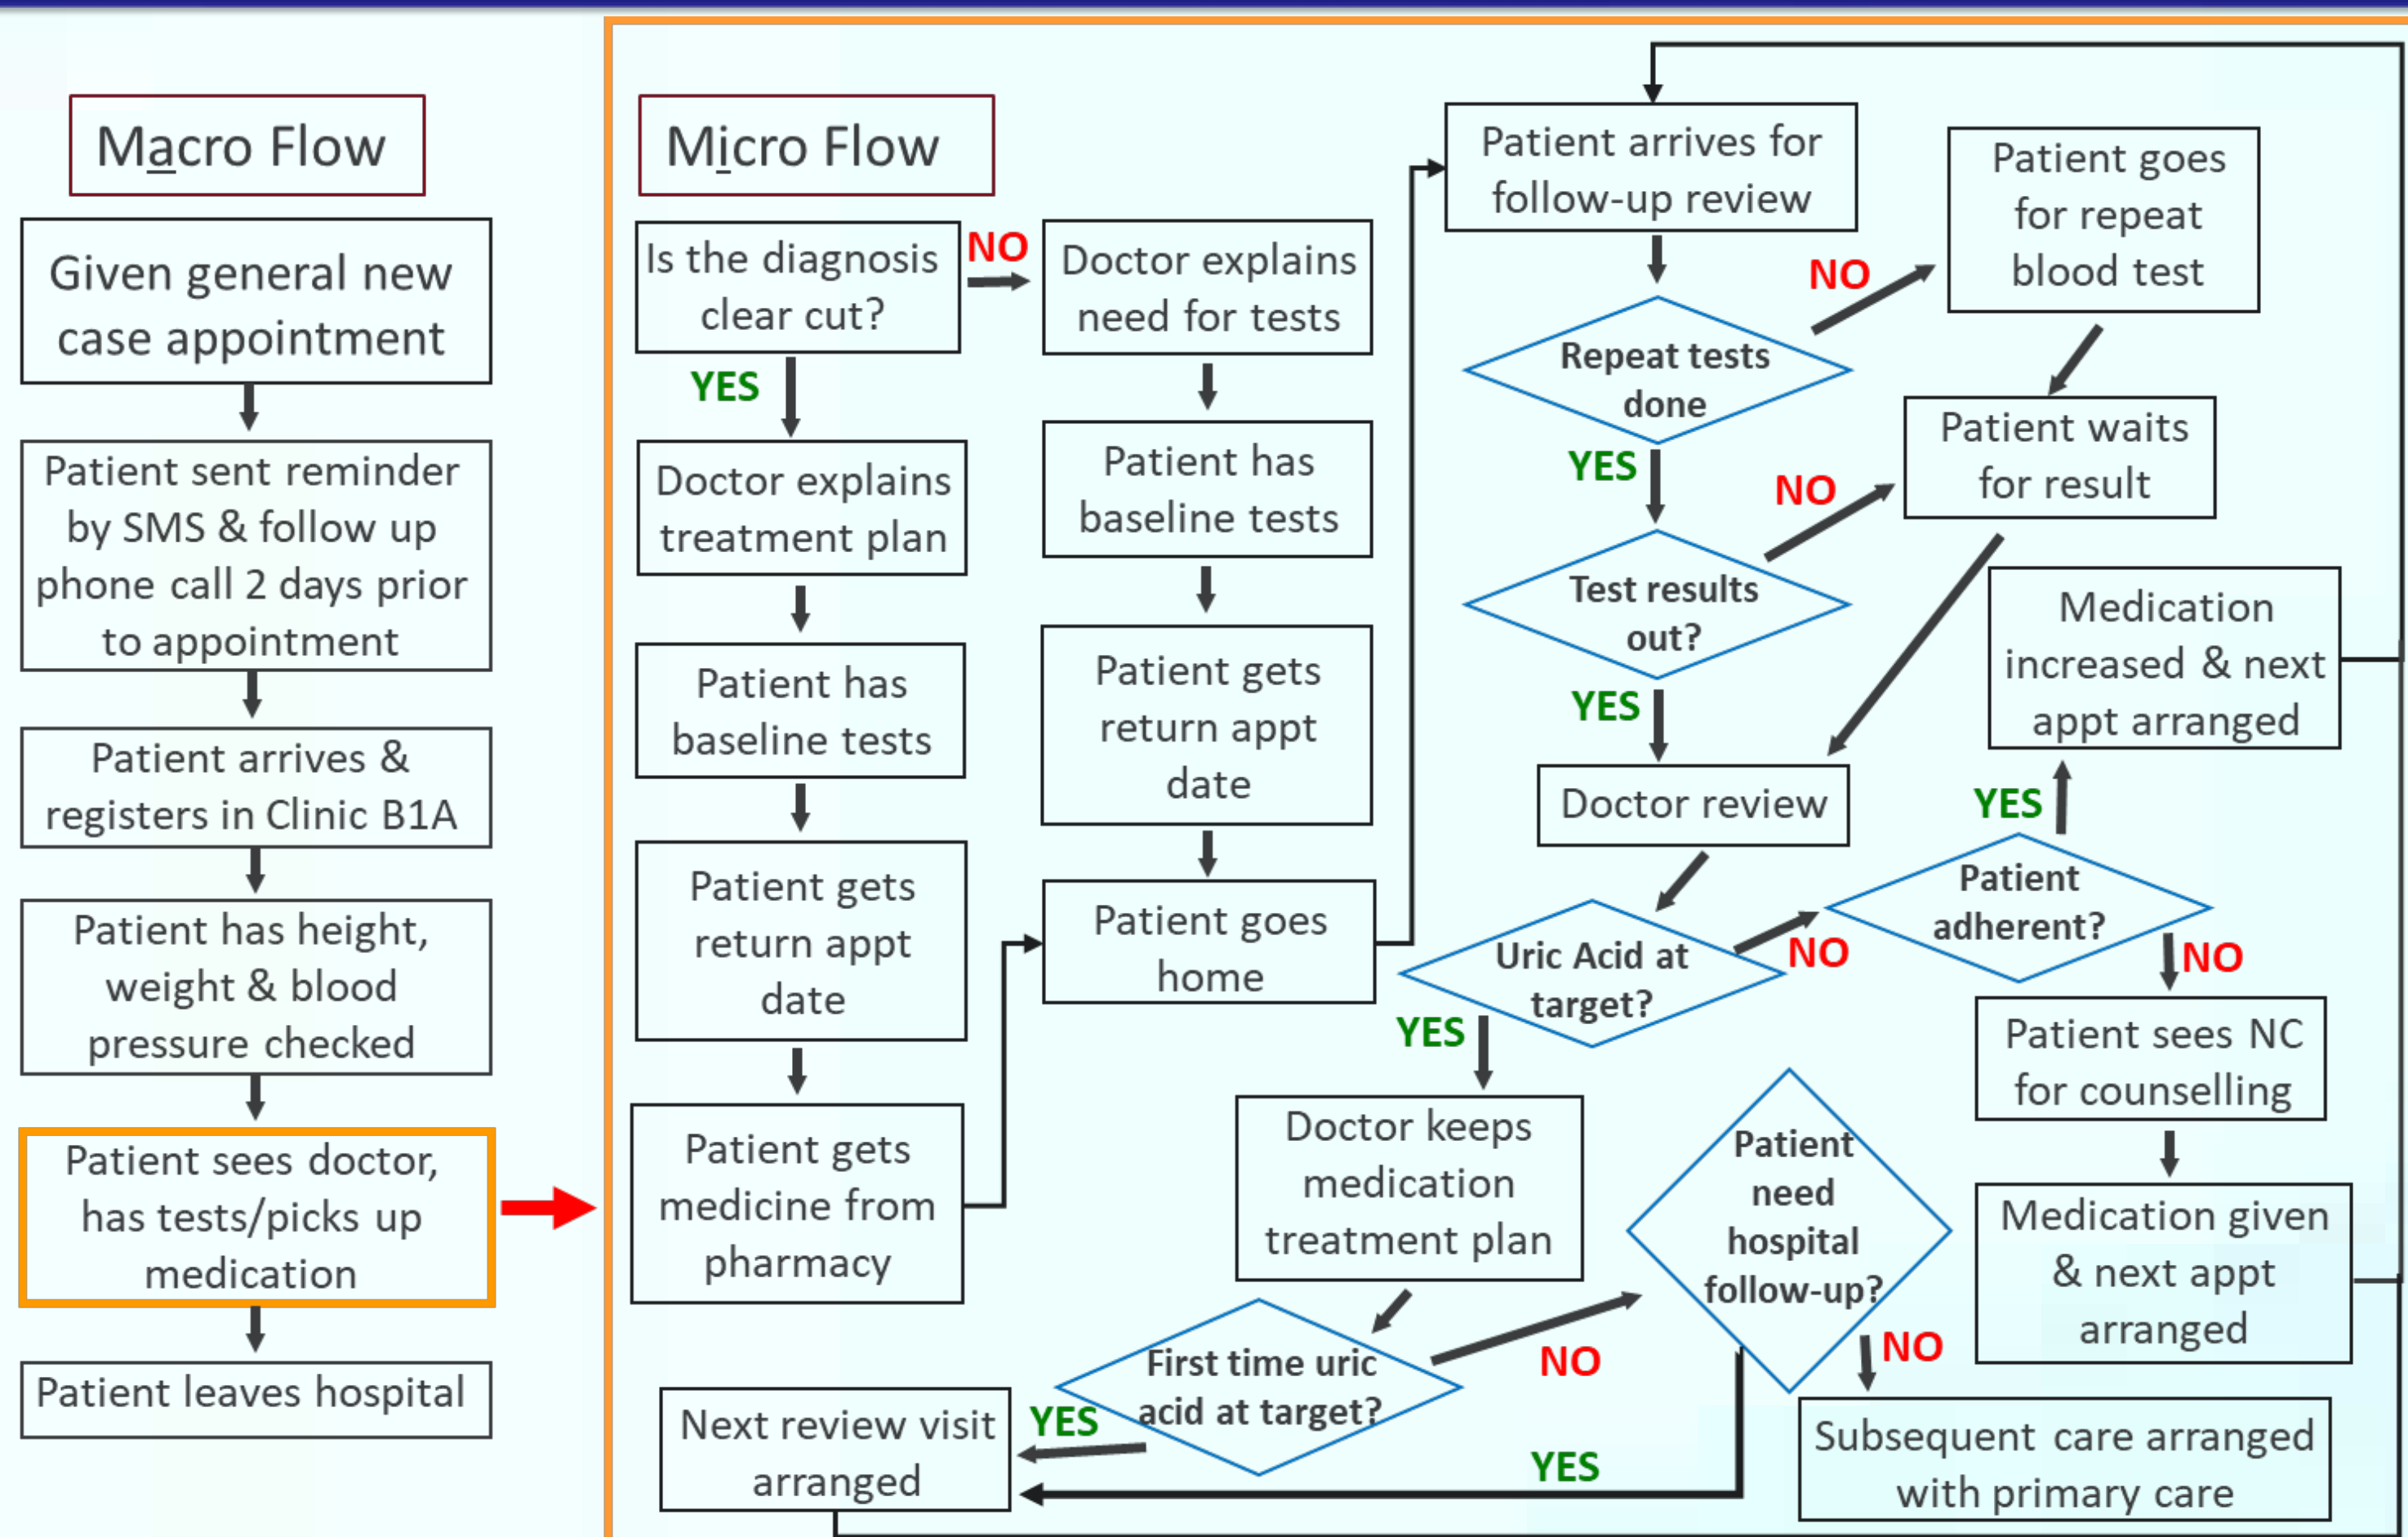 Macro Flow
Given general new
case appointment
Patient sent reminder
by SMS & follow up
phone call 2 days prior
to appointment
Patient arrives &
registers in Clinic B1A
Patient has height,
weight & blood
pressure checked
Patient sees doctor,
has tests/picks up
medication
Patient leaves hospital
Micro Flow
Is the diagnosis
clear cut?
NO
YES
Doctor explains
treatment plan
Patient has
baseline tests
Patient gets
return appt
date
Patient gets
medicine from
pharmacy
Doctor explains
need for tests
Patient has
baseline tests
Patient gets
return appt
date
Patient goes
home
Patient arrives for
follow-up review
Repeat tests
done
NO
Patient goes
for repeat
blood test
YES
Patient waits
for result
Test results
out?
NO
YES
Doctor review
Uric Acid at
target?
NO
Patient
adherent?
YES
Medication
increased & next
appt arranged
NO
Patient sees NC
for counselling
Medication given
& next appt
arranged
YES
Doctor keeps
medication
treatment plan
First time uric
acid at target?
NO
Patient
need
hospital
follow-up?
NO
Subsequent care arranged
with primary care
YES
YES
Next review visit
arranged